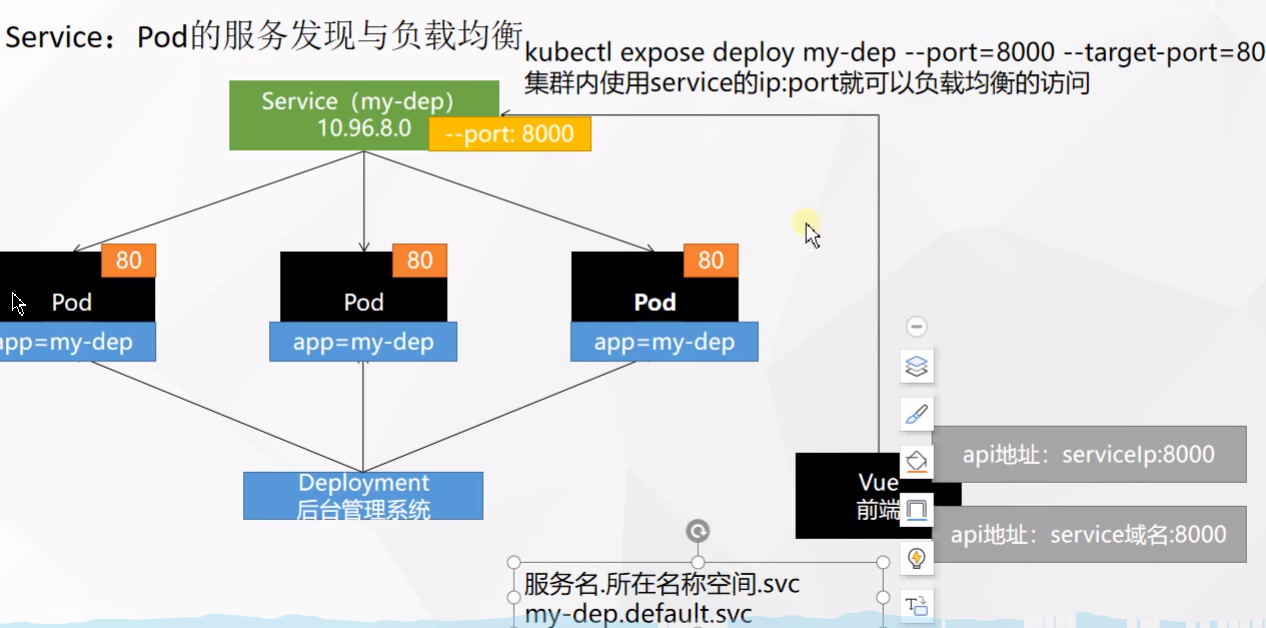 Service：Pod的服务发现与负载均衡
kubectl expose deploy my-dep --port=8000 --target-port=80
集群内使用service的ip:port就可以负载均衡的访问
Service（my-dep）
10.96.8.0
--port: 8000
80
80
80
Pod
Pod
Pod
app=my-dep
app=my-dep
app=my-dep
Deployment
后台管理系统
Vue
前端
api地址：serviceIp:8000
api地址：service域名:8000
服务名.所在名称空间.svc
my-dep.default.svc